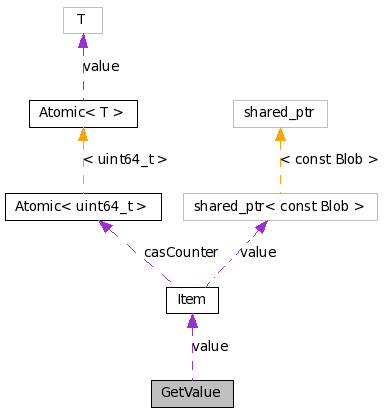 T
value
Atomic< T >
shared_ptr
< uint64_t >
< const Blob >
Atomic< uint64_t >
shared_ptr< const Blob >
casCounter
value
Item
value
GetValue